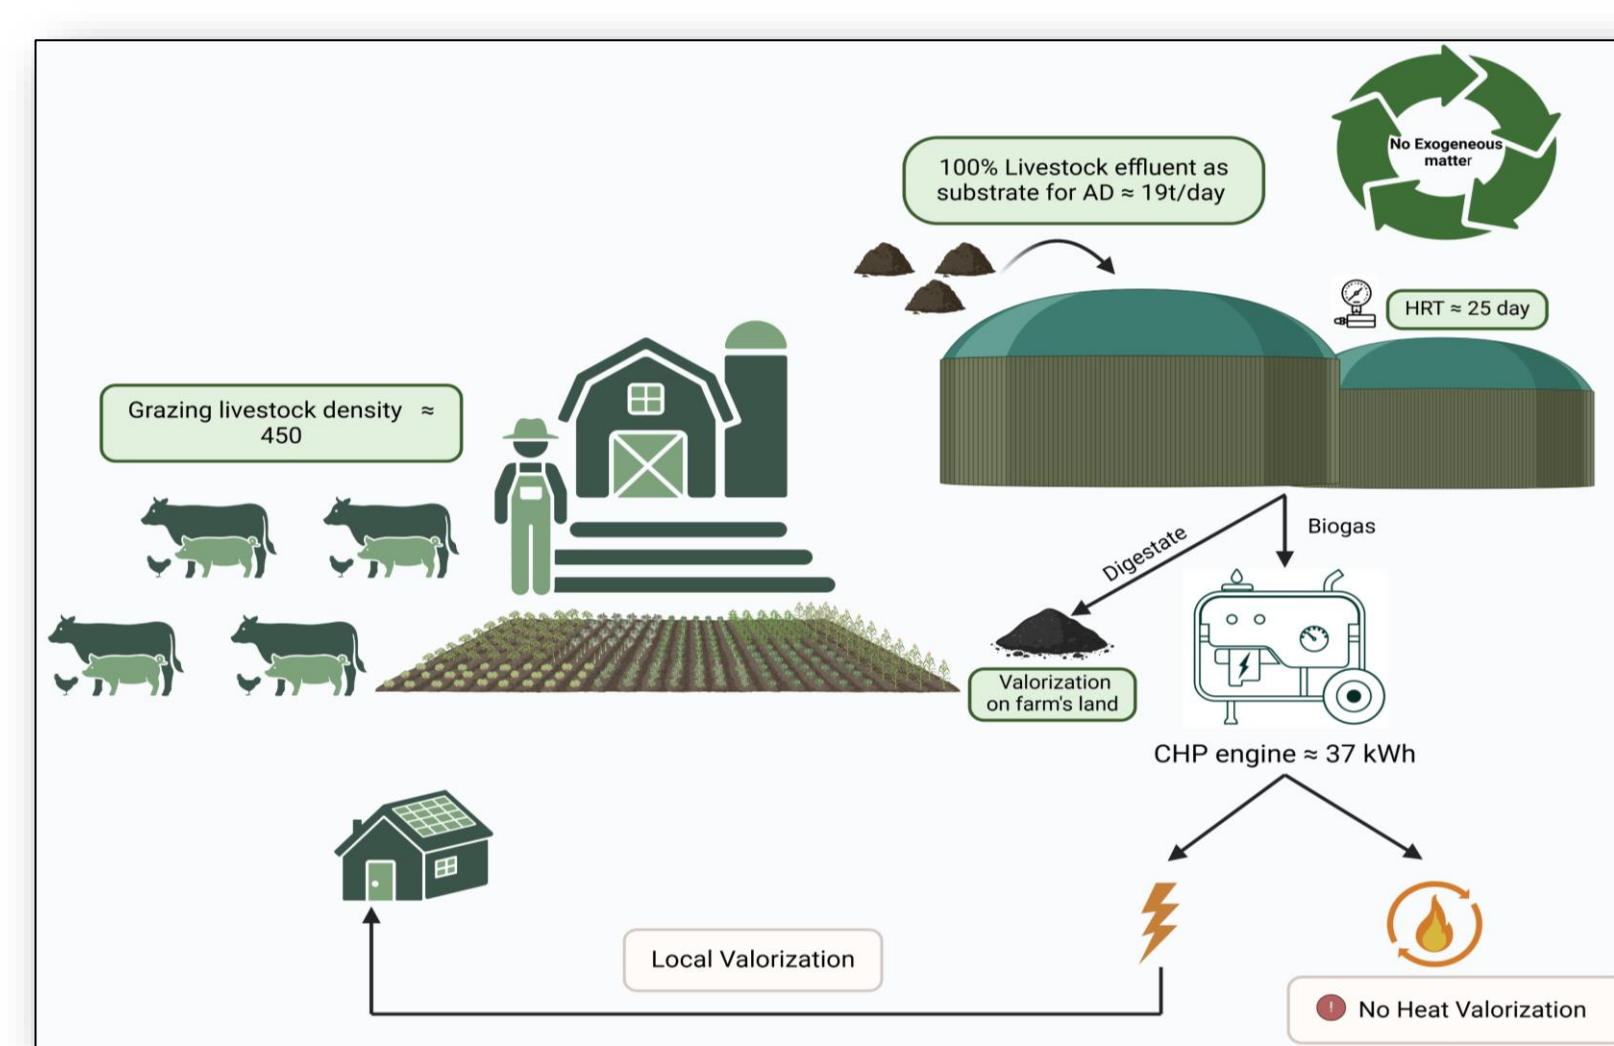 No Exogeneous
matter
100% Livestock effluent as
substrate for AD ≈ 19t/day
HRT ≈ 25 day
Grazing livestock density ≈
450
Digestate
Biogas
Valorization
on farm's land
CHP engine ≈ 37 kWh
Local Valorization
! No Heat Valorization